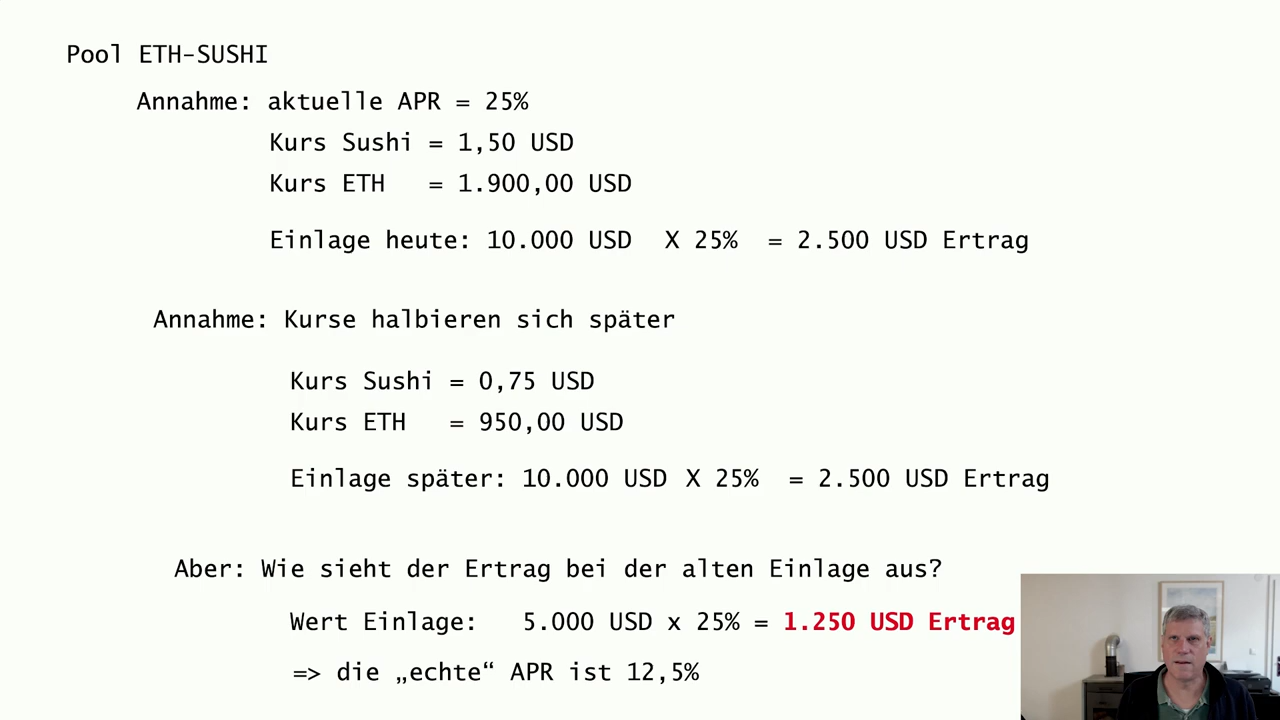 Pool ETH-SUSHI
Annahme: aktuelle APR = 25%
Kurs Sushi = 1,50 USD
Kurs ETH = 1.900,00 USD
Einlage heute: 10.000 USD X 25% = 2.500 USD Ertrag
Annahme: Kurse halbieren sich später
Kurs Sushi = 0,75 USD
Kurs ETH = 950,00 USD
Einlage später: 10.000 USD X 25% = 2.500 USD Ertrag
Aber: Wie sieht der Ertrag bei der alten Einlage aus?
Wert Einlage: 5.000 USD x 25% = 1.250 USD Ertrag
=> die „echte“ APR ist 12,5%